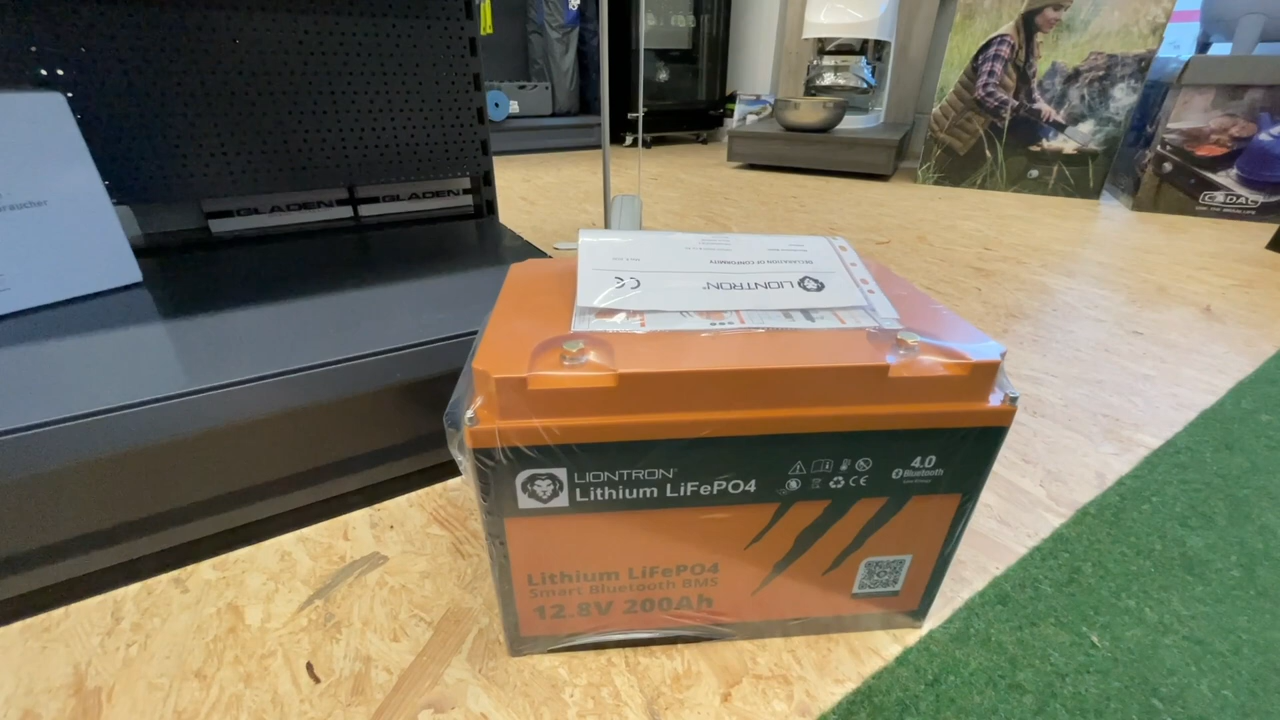 raucher
GLADEN
GLADEN
CADAC
DECLARATION OF CONFORMITY
LIONTRON®
CE
LIONTRON®
Lithium LiFePO4
CE
4.0
Bluetooth
Lithium LiFePO4
Smart Bluetooth BMS
12.8V 200Ah